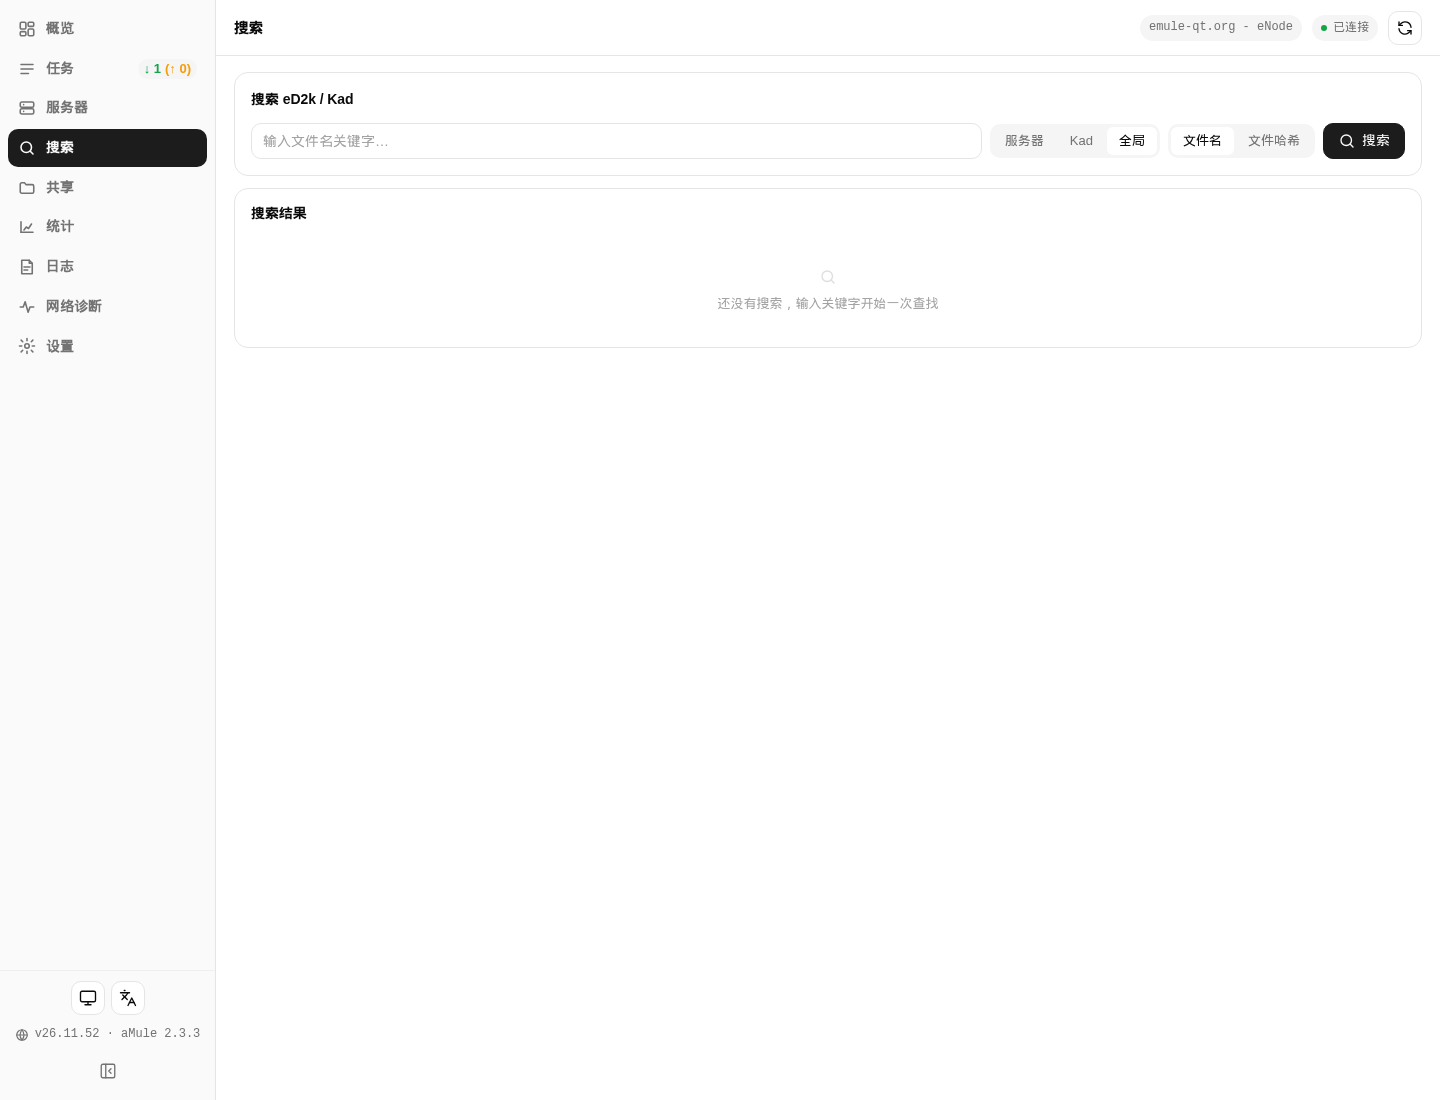 概览
任务
↓ 1 (↑ 0)
服务器
搜索
共享
统计
日志
网络诊断
设置
v26.11.52 · aMule 2.3.3
搜索
emule-qt.org - eNode
已连接
搜索 eD2k / Kad
输入文件名关键字…
服务器
Kad
全局
文件名
文件哈希
搜索
搜索结果
还没有搜索，输入关键字开始一次查找